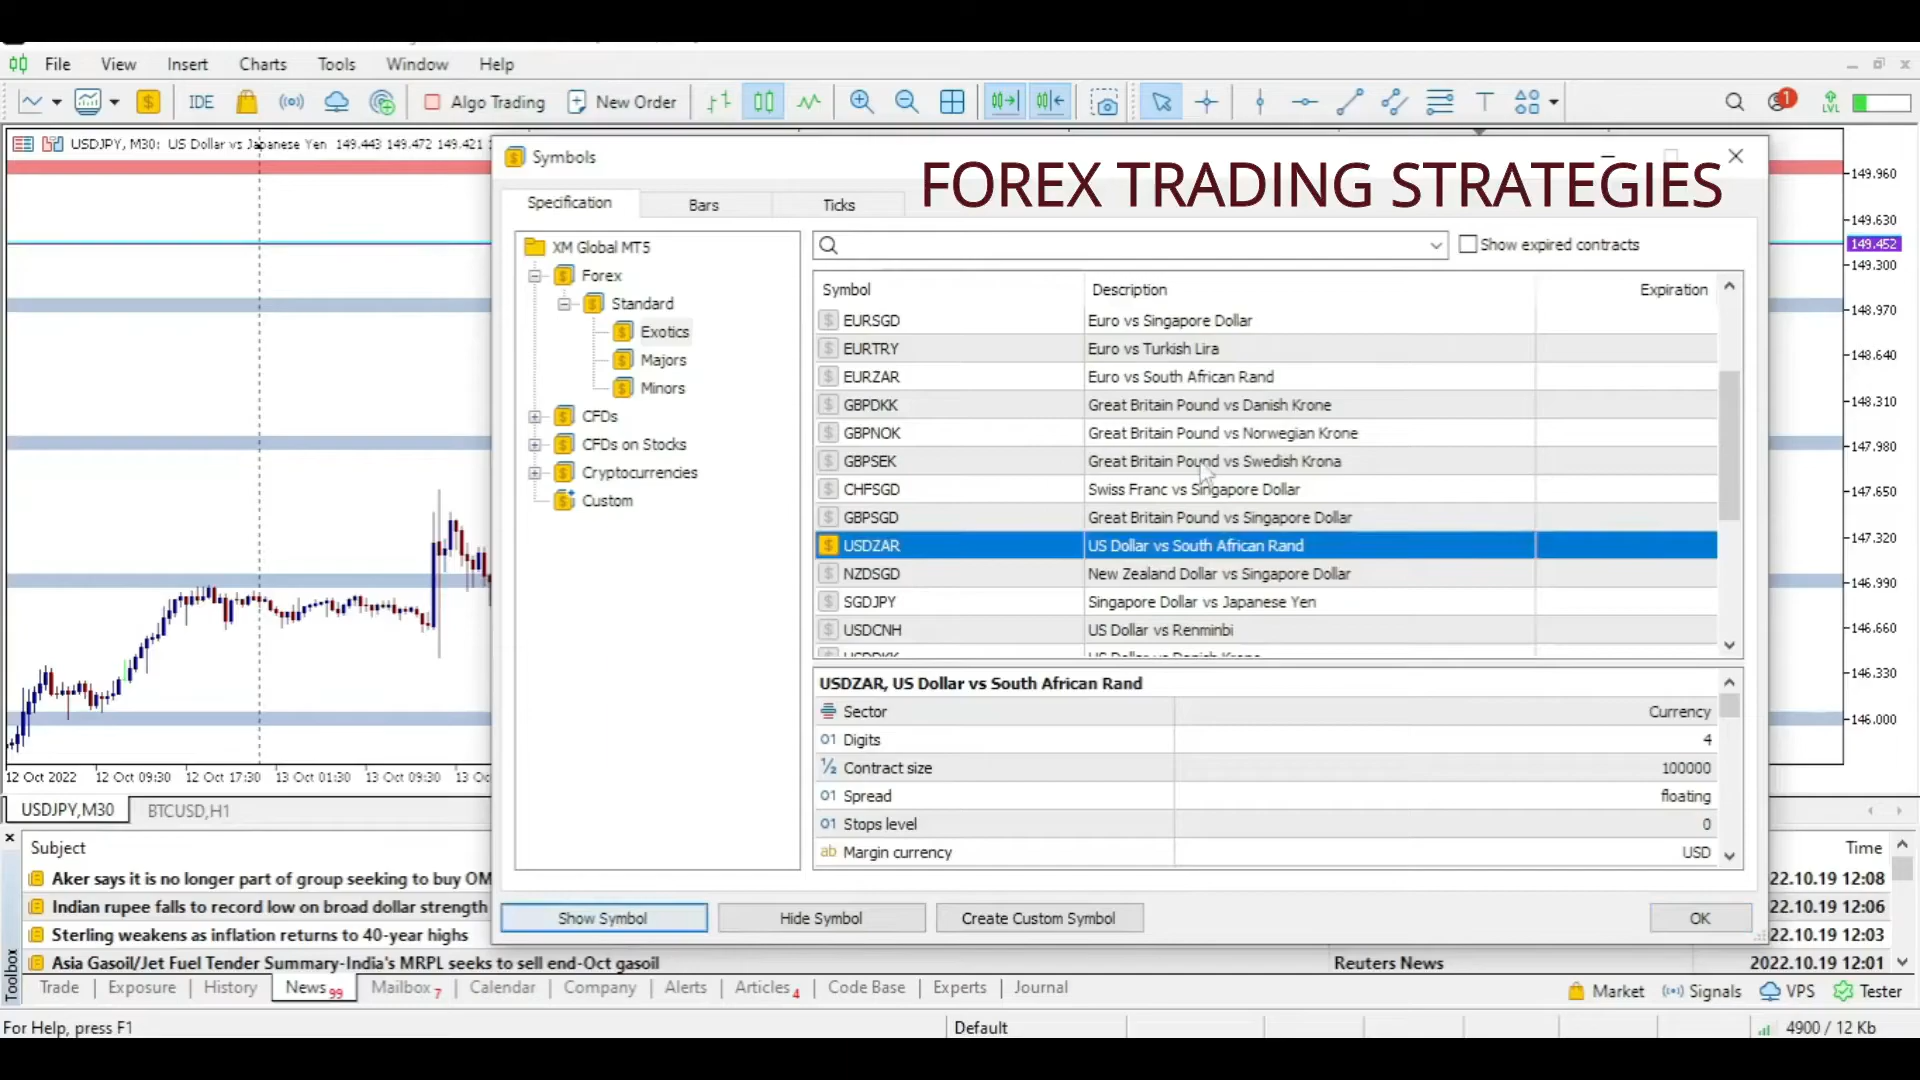 File View Insert Charts Tools Window Help
IDE Algo Trading New Order 1 LVL
USDJPY, M30: US Dollar vs Japanese Yen 149.443 149.472 149.421
Symbols
FOREX TRADING STRATEGIES
Specification Bars Ticks
XM Global MT5
Forex
Standard
Exotics
Majors
Minors
CFDs
CFDs on Stocks
Cryptocurrencies
Custom
Show expired contracts
Symbol Description Expiration
EURSGD Euro vs Singapore Dollar
EURTRY Euro vs Turkish Lira
EURZAR Euro vs South African Rand
GBPDKK Great Britain Pound vs Danish Krone
GBPNOK Great Britain Pound vs Norwegian Krone
GBPSEK Great Britain Pound vs Swedish Krona
CHFSGD Swiss Franc vs Singapore Dollar
GBPSGD Great Britain Pound vs Singapore Dollar
USDZAR US Dollar vs South African Rand
NZDSGD New Zealand Dollar vs Singapore Dollar
SGDJPY Singapore Dollar vs Japanese Yen
USDCNH US Dollar vs Renminbi
USDZAR, US Dollar vs South African Rand
Sector Currency
Digits 4
Contract size 100000
Spread floating
Stops level 0
Margin currency USD
Show Symbol Hide Symbol Create Custom Symbol OK
149.960
149.630
149.452
149.300
148.970
148.640
148.310
147.980
147.650
147.320
146.990
146.660
146.330
146.000
12 Oct 2022 12 Oct 09:30 12 Oct 17:30 13 Oct 01:30 13 Oct 09:30 13 Oc
USDJPY,M30 BTCUSD,H1
Subject Time
Aker says it is no longer part of group seeking to buy OM 22.10.19 12:08
Indian rupee falls to record low on broad dollar strength 22.10.19 12:06
Sterling weakens as inflation returns to 40-year highs 22.10.19 12:03
Asia Gasoil/Jet Fuel Tender Summary-India's MRPL seeks to sell end-Oct gasoil Reuters News 2022.10.19 12:01
Toolbox
Trade Exposure History News 99 Mailbox 7 Calendar Company Alerts Articles 4 Code Base Experts Journal Market Signals VPS Tester
For Help, press F1 Default 4900 / 12 Kb